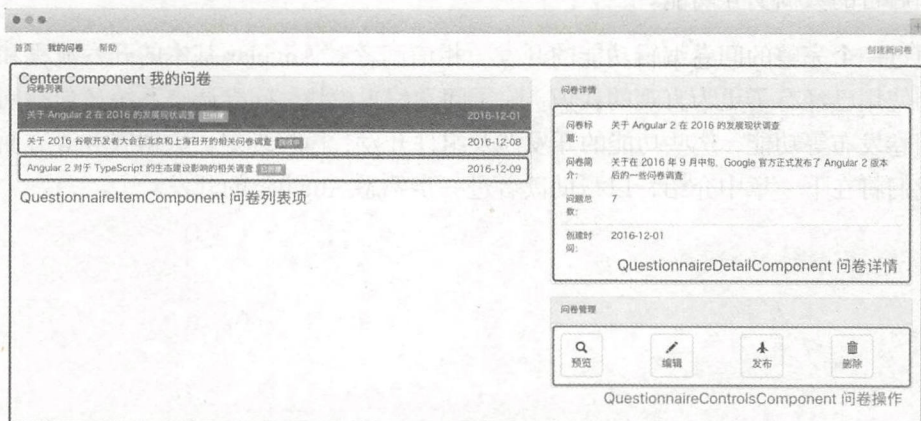 首页 我的问卷 帮助 创建新问卷
CenterComponent 我的问卷
问卷列表
关于 Angular 2 在 2016 的发展现状调查 已创建 2016-12-01
关于 2016 谷歌开发者大会在北京和上海召开的相关问卷调查 2016-12-08
Angular 2 对于 TypeScript 的生态建设影响的相关调查 2016-12-09
QuestionnaireItemComponent 问卷列表项
问卷详情
问卷标题: 关于 Angular 2 在 2016 的发展现状调查
问卷简介: 关于在 2016 年 9 月中旬, Google 官方正式发布了 Angular 2 版本
后的一些问卷调查
问题总数: 7
创建时间: 2016-12-01
QuestionnaireDetailComponent 问卷详情
问卷管理
预览 编辑 发布 删除
QuestionnaireControlsComponent 问卷操作